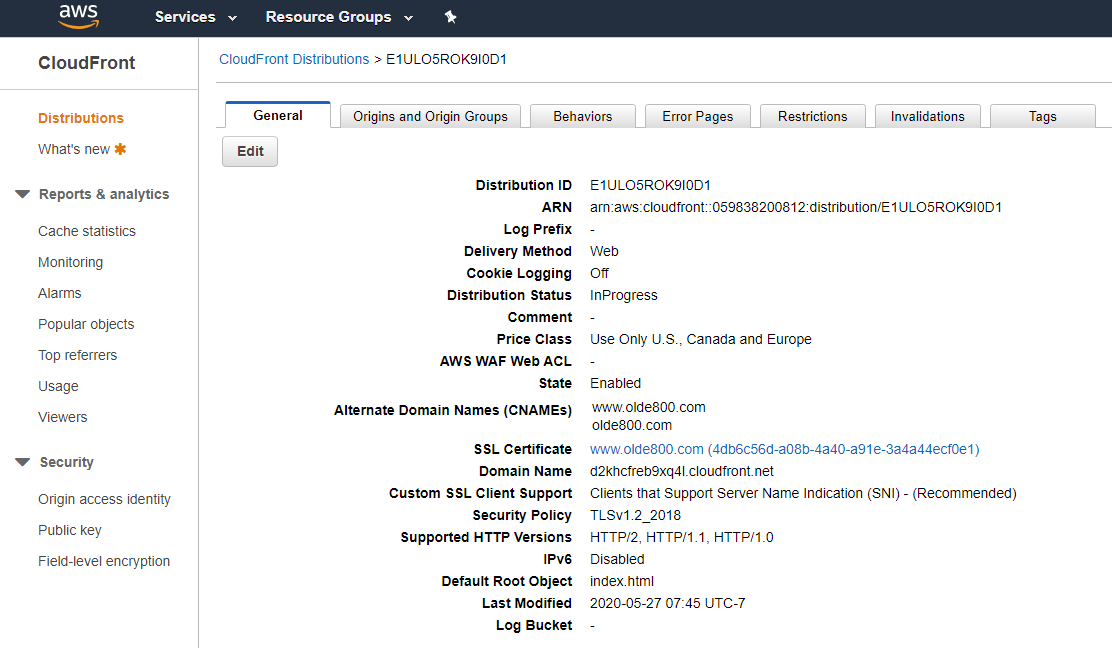 aws Services Resource Groups
CloudFront
CloudFront Distributions > E1ULO5ROK9I0D1
General Origins and Origin Groups Behaviors Error Pages Restrictions Invalidations Tags
Edit
Distributions
What's new
Reports & analytics
Cache statistics
Monitoring
Alarms
Popular objects
Top referrers
Usage
Viewers
Security
Origin access identity
Public key
Field-level encryption
Distribution ID E1ULO5ROK9I0D1
ARN arn:aws:cloudfront::059838200812:distribution/E1ULO5ROK9I0D1
Log Prefix -
Delivery Method Web
Cookie Logging Off
Distribution Status InProgress
Comment -
Price Class Use Only U.S., Canada and Europe
AWS WAF Web ACL -
State Enabled
Alternate Domain Names (CNAMEs) www.olde800.com
olde800.com
SSL Certificate www.olde800.com (4db6c56d-a08b-4a40-a91e-3a4a44ecf0e1)
Domain Name d2khcfreb9xq4l.cloudfront.net
Custom SSL Client Support Clients that Support Server Name Indication (SNI) - (Recommended)
Security Policy TLSv1.2_2018
Supported HTTP Versions HTTP/2, HTTP/1.1, HTTP/1.0
IPv6 Disabled
Default Root Object index.html
Last Modified 2020-05-27 07:45 UTC-7
Log Bucket -